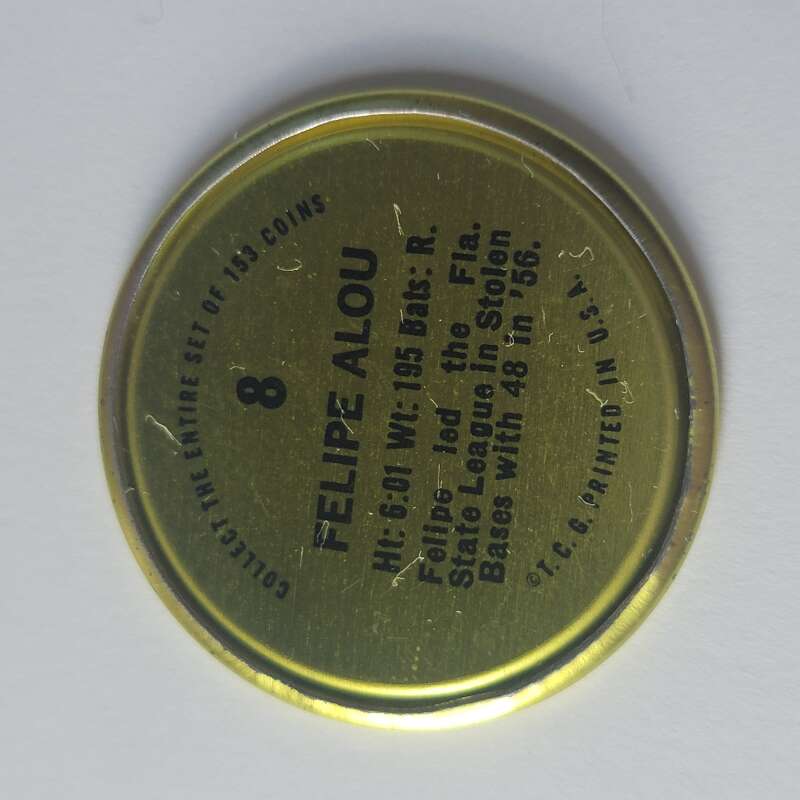 COLLECT THE ENTIRE SET OF 153 COINS
8
FELIPE ALOU
Ht: 6:01 Wt: 195 Bats: R.
Felipe led the Fla.
State League in Stolen
Bases with 48 in '56.
©T. C. G. PRINTED IN U.S.A.